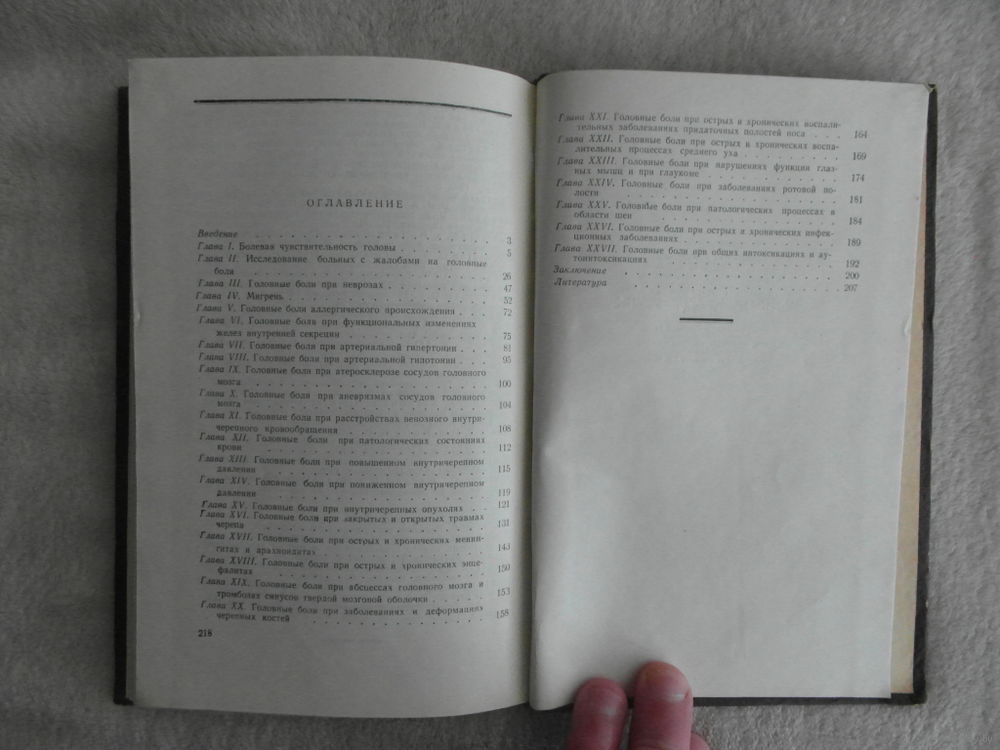 ОГЛАВЛЕНИЕ
Введение . . . . . . . . . . . . . . . 3
Глава I. Болевая чувствительность головы . . . . . 5
Глава II. Исследование больных с жалобами на головные
боли . . . . . . . . . . . . . . . 26
Глава III. Головные боли при неврозах . . . . . . 47
Глава IV. Мигрень . . . . . . . . . . . . 52
Глава V. Головные боли аллергического происхождения . . . . 72
Глава VI. Головные боли при функциональных изменениях
желез внутренней секреции . . . . . . . . . 75
Глава VII. Головные боли при артериальной гипертонии . . . 81
Глава VIII. Головные боли при артериальной гипотонии . . . 95
Глава IX. Головные боли при атеросклерозе сосудов головного
мозга . . . . . . . . . . . . . . . 100
Глава X. Головные боли при аневризмах сосудов головного
мозга . . . . . . . . . . . . . . . 104
Глава XI. Головные боли при расстройствах венозного внутри-
черепного кровообращения . . . . . . . . . 108
Глава XII. Головные боли при патологических состояниях
крови . . . . . . . . . . . . . . . 112
Глава XIII. Головные боли при повышенном внутричерепном
давлении . . . . . . . . . . . . . . 115
Глава XIV. Головные боли при пониженном внутричерепном
давлении . . . . . . . . . . . . . . 119
Глава XV. Головные боли при внутричерепных опухолях . . 121
Глава XVI. Головные боли при закрытых и открытых травмах
черепа . . . . . . . . . . . . . . . 131
Глава XVII. Головные боли при острых и хронических менин-
гитах и арахноидитах . . . . . . . . . . 143
Глава XVIII. Головные боли при острых и хронических энце-
фалитах . . . . . . . . . . . . . . 150
Глава XIX. Головные боли при абсцессах головного мозга и
тромбозах синусов твердой мозговой оболочки . . . . . 153
Глава XX. Головные боли при заболеваниях и деформациях
черепных костей . . . . . . . . . . . . 158
218
Глава XXI. Головные боли при острых и хронических воспали-
тельных заболеваниях придаточных полостей носа . . . 164
Глава XXII. Головные боли при острых и хронических воспа-
лительных процессах среднего уха . . . . . . . . 169
Глава XXIII. Головные боли при нарушениях функции глаз-
ных мышц и при глаукоме . . . . . . . . . . 174
Глава XXIV. Головные боли при заболеваниях ротовой по-
лости . . . . . . . . . . . . . . . 181
Глава XXV. Головные боли при патологических процессах в
области шеи . . . . . . . . . . . . . 184
Глава XXVI. Головные боли при острых и хронических инфек-
ционных заболеваниях . . . . . . . . . . . 189
Глава XXVII. Головные боли при общих интоксикациях и ау-
тоинтоксикациях . . . . . . . . . . . . 192
Заключение . . . . . . . . . . . . . . 200
Литература . . . . . . . . . . . . . . 207